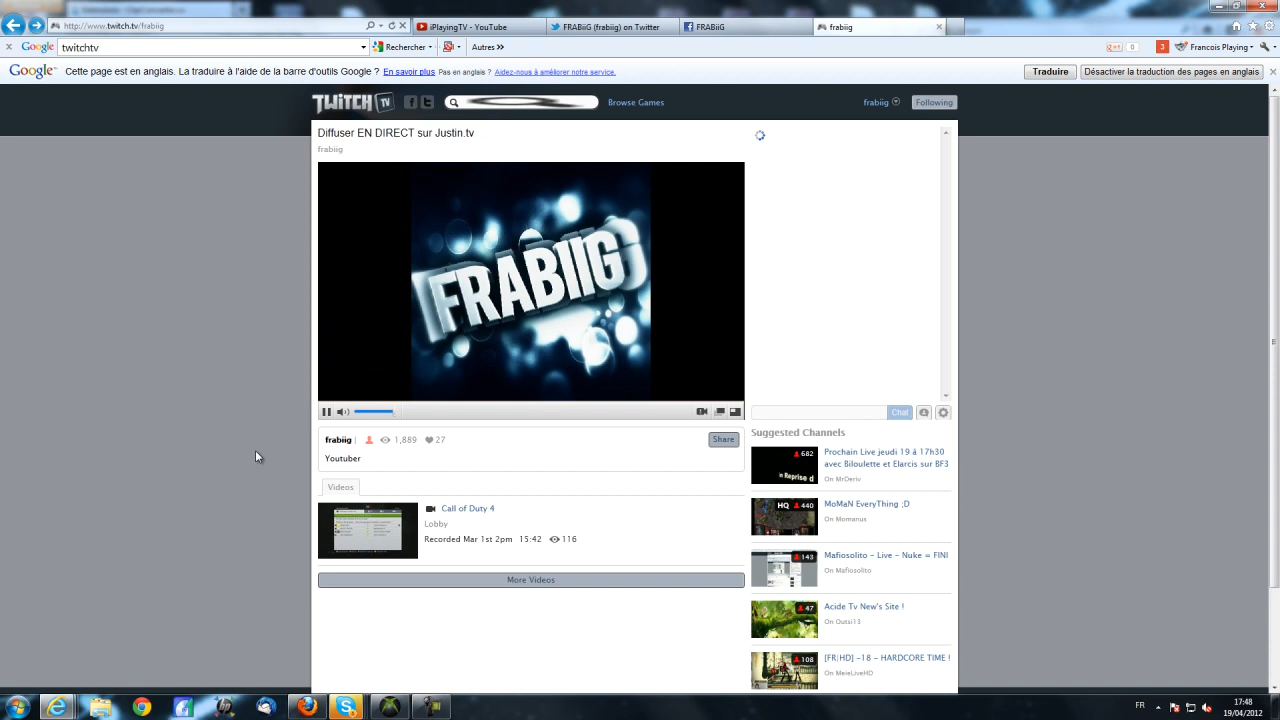 http://www.twitch.tv/frabiig
iPlayingTV - YouTube
FRABiiG (frabiig) on Twitter
FRABiiG
frabiig
Google
twitchtv
Rechercher
Autres »
g+1
0
3
Francois Playing
Google
Cette page est en anglais. La traduire à l'aide de la barre d'outils Google ? En savoir plus Pas en anglais ? Aidez-nous à améliorer notre service.
Traduire
Désactiver la traduction des pages en anglais
TWITCH TV
Browse Games
frabiig
Following
Diffuser EN DIRECT sur Justin.tv
frabiig
FRABIIG
Chat
frabiig
1,889
27
Share
Youtuber
Videos
Call of Duty 4
Lobby
Recorded Mar 1st 2pm 15:42 116
More Videos
Suggested Channels
682
in Reprise d
Prochain Live jeudi 19 à 17h30
avec Biloulette et Elarcis sur BF3
On MrDeriv
HQ 440
MoMaN EveryThing ;D
On Momanus
143
Mafiosolito - Live - Nuke = FINI
On Mafiosolito
47
Acide Tv New's Site !
On Outsi13
108
[FR|HD] -18 - HARDCORE TIME !
On MeieLiveHD
FR
17:48
19/04/2012